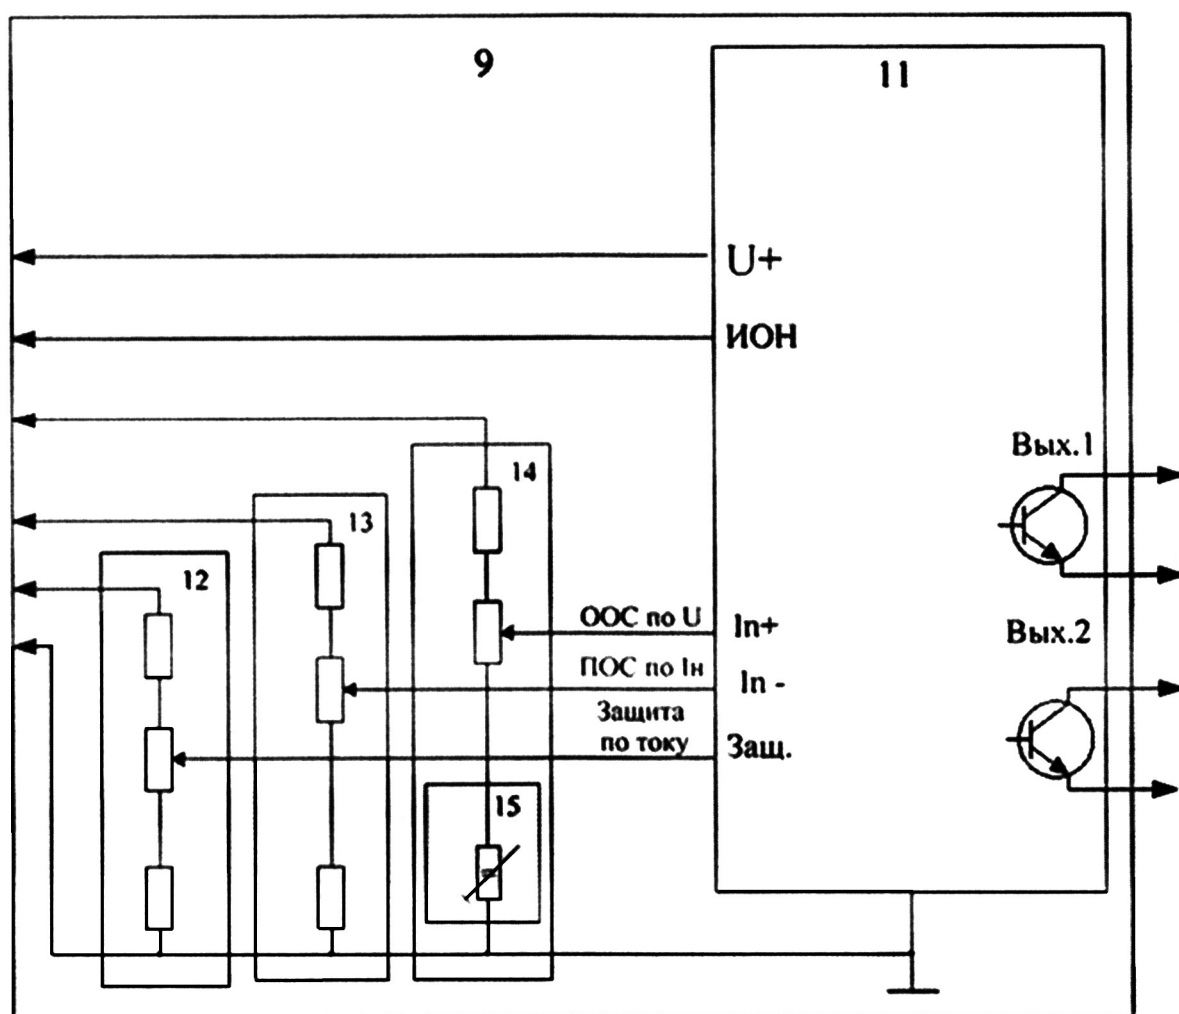 9
11
U+
ИОН
Вых.1
14
13
12
ООС по U
In+
Вых.2
ПОС по Iн
In -
Защита
по току
Защ.
15